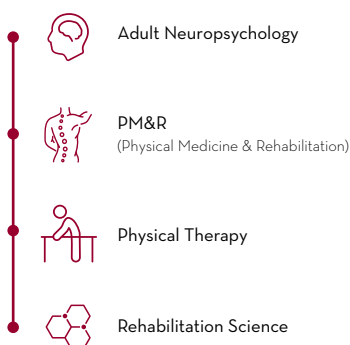 Adult Neuropsychology
PM&R
(Physical Medicine & Rehabilitation)
Physical Therapy
Rehabilitation Science